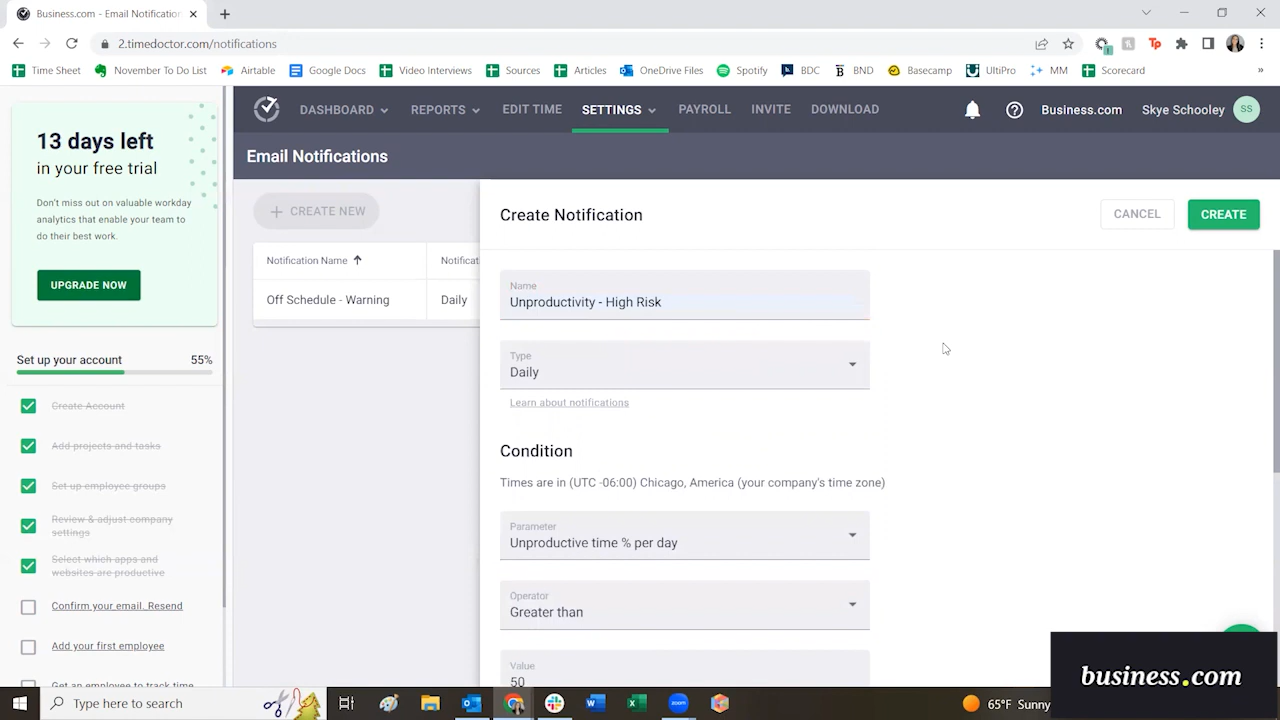 Business.com - Email Notification
2.timedoctor.com/notifications
Time Sheet
November To Do List
Airtable
Google Docs
Video Interviews
Sources
Articles
OneDrive Files
Spotify
BDC
BND
Basecamp
UltiPro
MM
Scorecard
13 days left
in your free trial
Don't miss out on valuable workday
analytics that enable your team to
do their best work.
UPGRADE NOW
Set up your account 55%
Create Account
Add projects and tasks
Set up employee groups
Review & adjust company
settings
Select which apps and
websites are productive
Confirm your email. Resend
Add your first employee
Get an employee to track time
DASHBOARD
REPORTS
EDIT TIME
SETTINGS
PAYROLL
INVITE
DOWNLOAD
Business.com
Skye Schooley
SS
Email Notifications
+ CREATE NEW
Notification Name
Notificat
Off Schedule - Warning
Daily
Create Notification
CANCEL
CREATE
Name
Unproductivity - High Risk
Type
Daily
Learn about notifications
Condition
Times are in (UTC -06:00) Chicago, America (your company's time zone)
Parameter
Unproductive time % per day
Operator
Greater than
Value
50
business.com
Type here to search
65°F Sunny